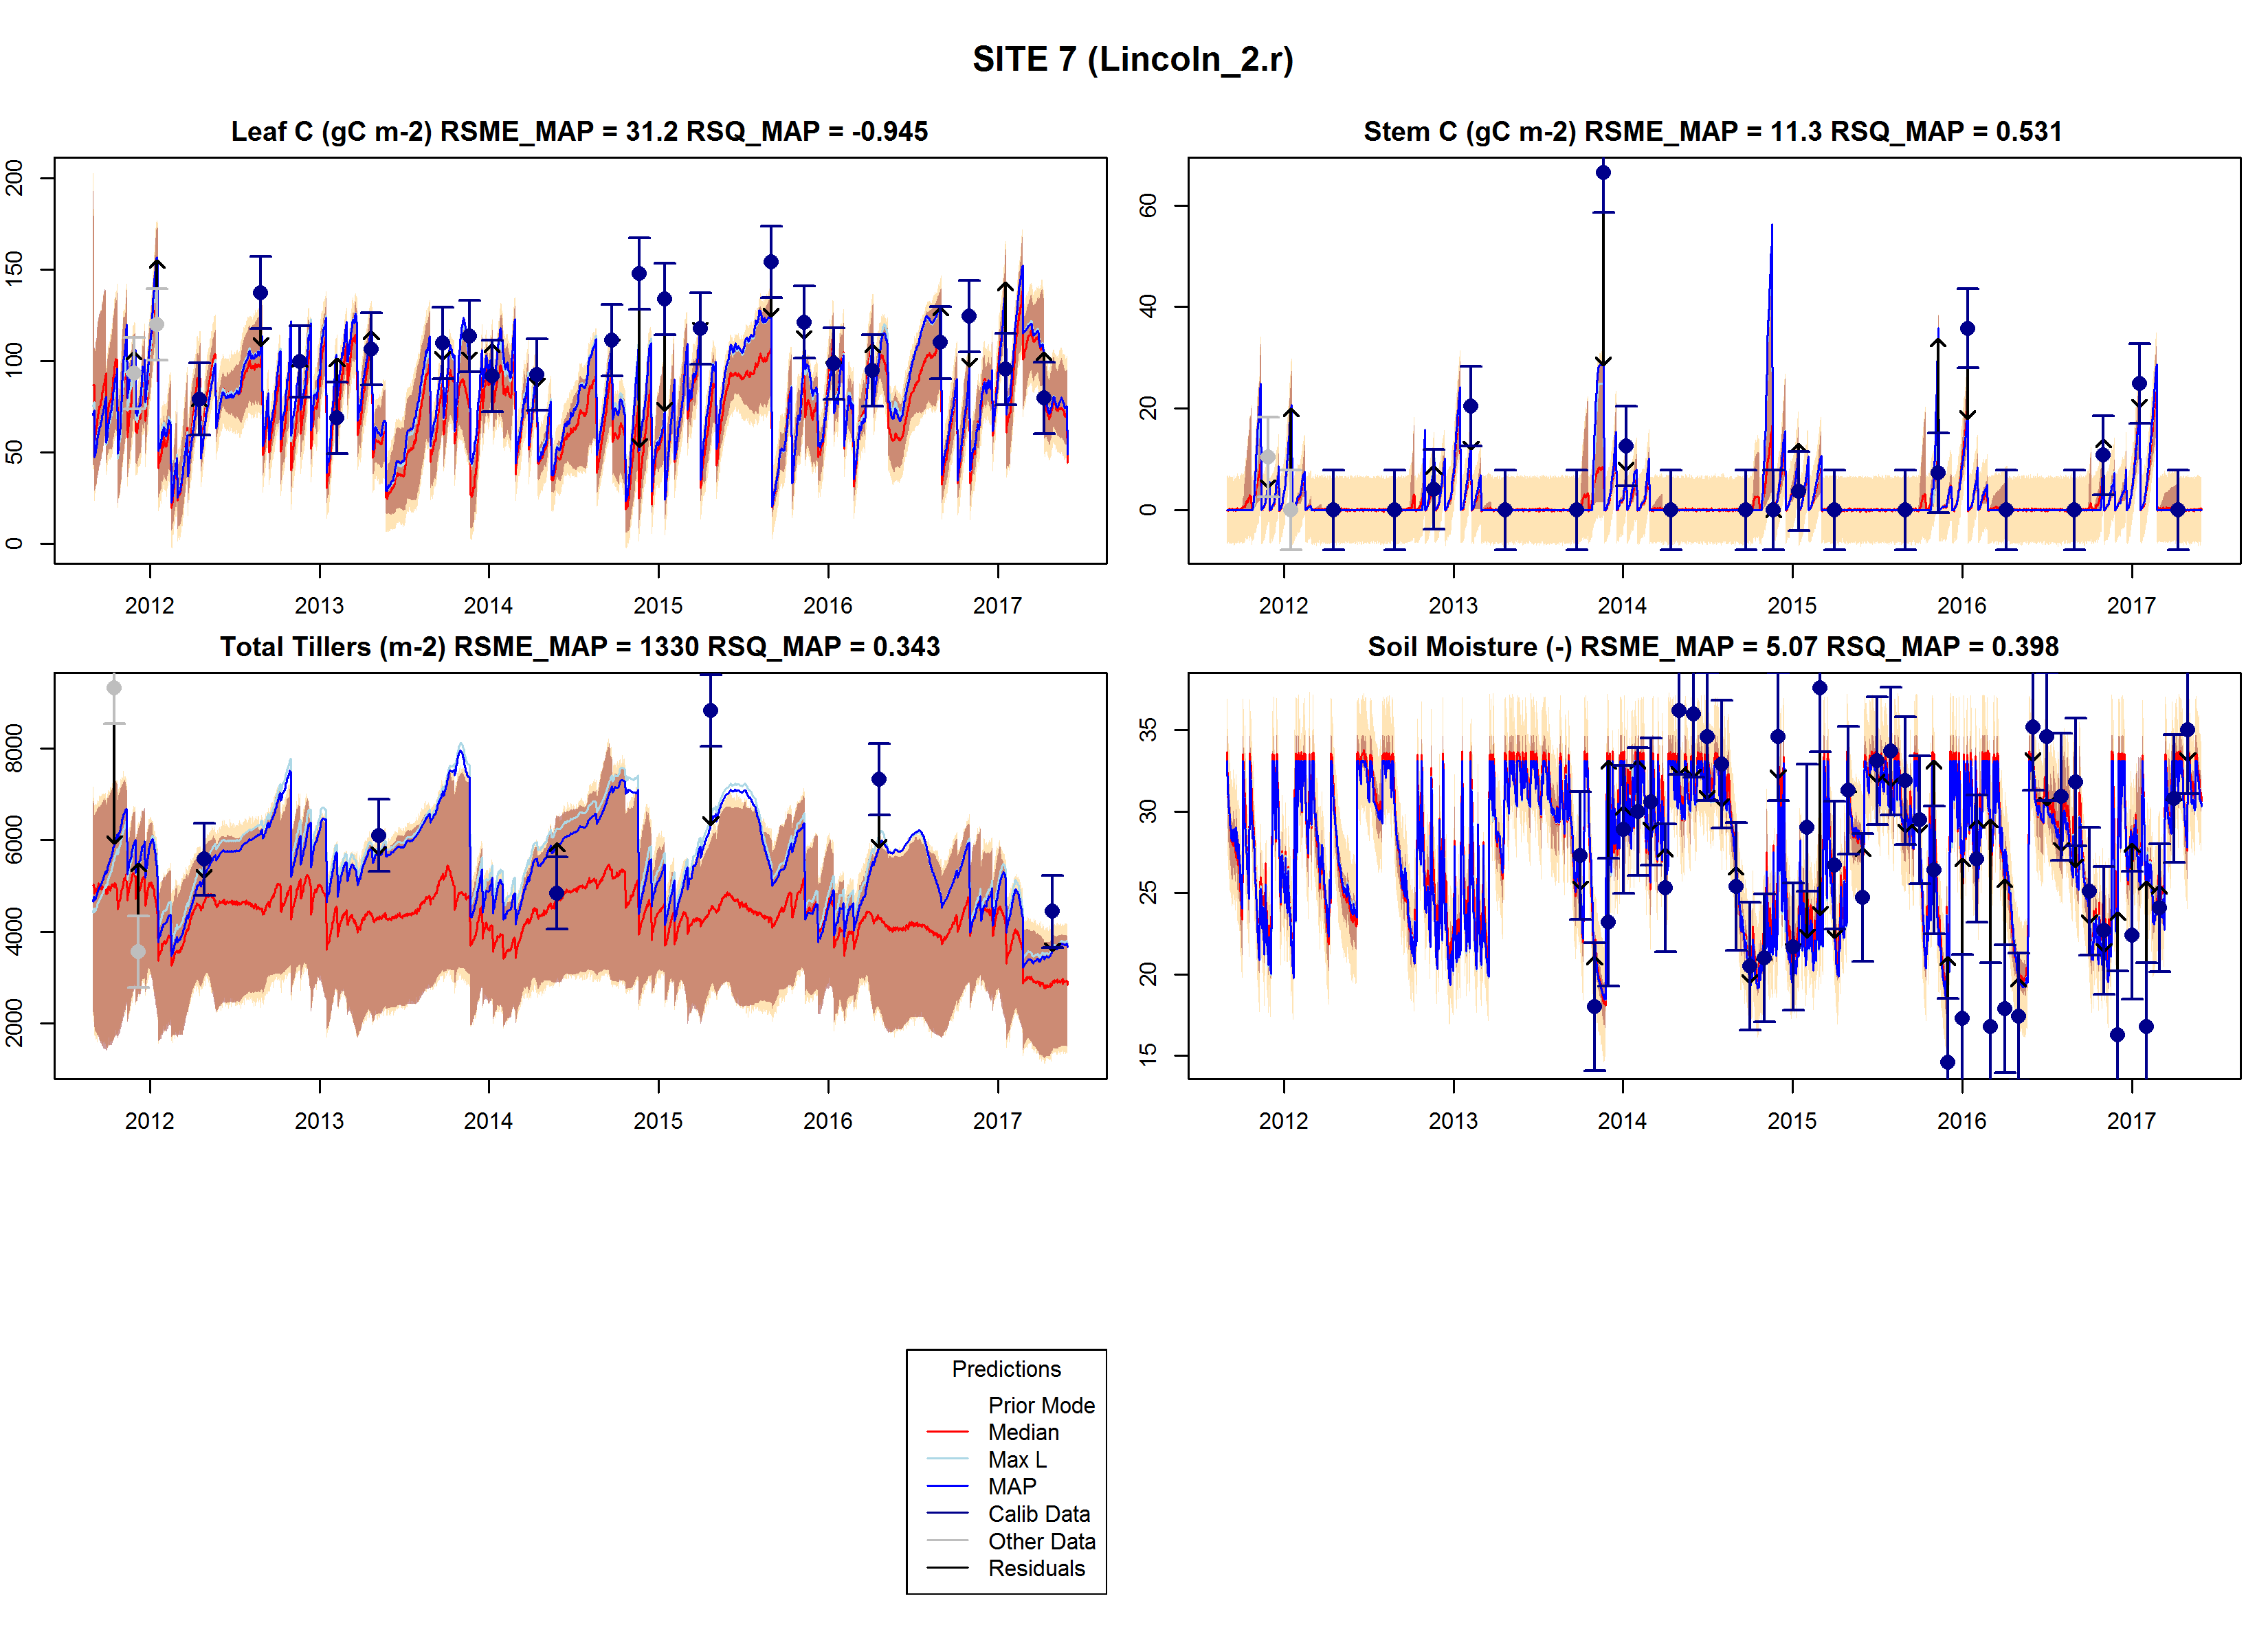 SITE 7 (Lincoln_2.r)
Leaf C (gC m-2) RSME_MAP = 31.2 RSQ_MAP = -0.945
200
150
100
50
0
2012 2013 2014 2015 2016 2017
Stem C (gC m-2) RSME_MAP = 11.3 RSQ_MAP = 0.531
60
40
20
0
2012 2013 2014 2015 2016 2017
Total Tillers (m-2) RSME_MAP = 1330 RSQ_MAP = 0.343
8000
6000
4000
2000
2012 2013 2014 2015 2016 2017
Soil Moisture (-) RSME_MAP = 5.07 RSQ_MAP = 0.398
35
30
25
20
15
2012 2013 2014 2015 2016 2017
Predictions
Prior Mode
Median
Max L
MAP
Calib Data
Other Data
Residuals